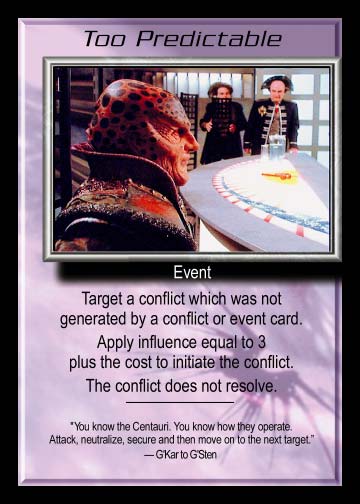 Too Predictable
Event
Target a conflict which was not
generated by a conflict or event card.
Apply influence equal to 3
plus the cost to initiate the conflict.
The conflict does not resolve.
"You know the Centauri. You know how they operate.
Attack, neutralize, secure and then move on to the next target."
— G'Kar to G'Sten